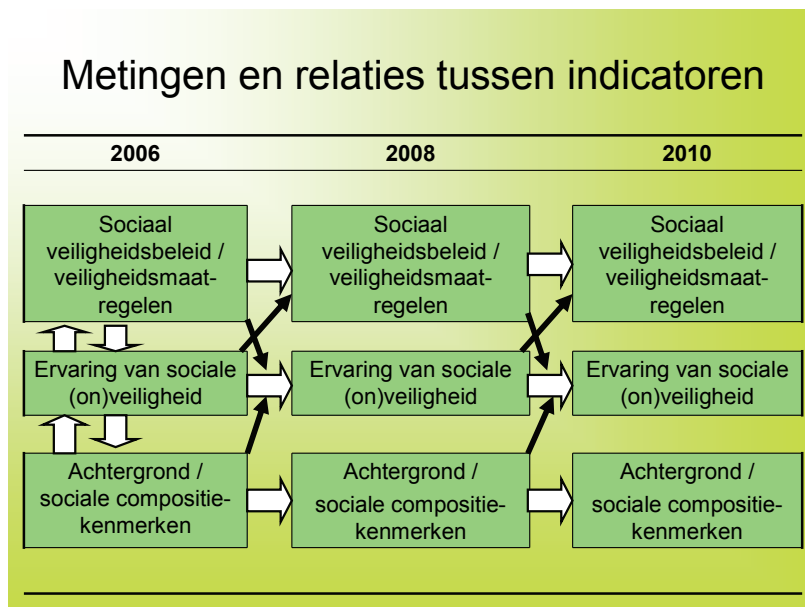 Metingen en relaties tussen indicatoren
2006
2008
2010
Sociaal
veiligheidsbeleid /
veiligheidsmaat-
regelen
Sociaal
veiligheidsbeleid /
veiligheidsmaat-
regelen
Sociaal
veiligheidsbeleid /
veiligheidsmaat-
regelen
Ervaring van sociale
(on)veiligheid
Ervaring van sociale
(on)veiligheid
Ervaring van sociale
(on)veiligheid
Achtergrond /
sociale compositie-
kenmerken
Achtergrond /
sociale compositie-
kenmerken
Achtergrond /
sociale compositie-
kenmerken